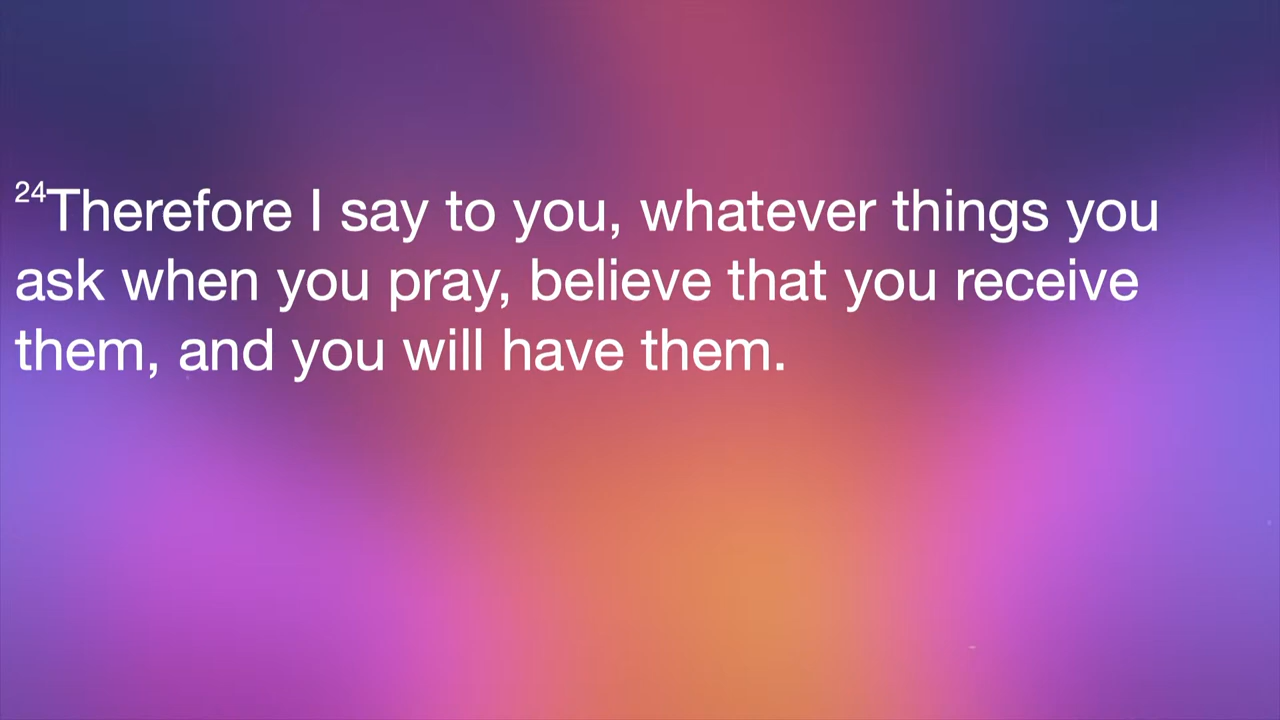 24Therefore I say to you, whatever things you
ask when you pray, believe that you receive
them, and you will have them.